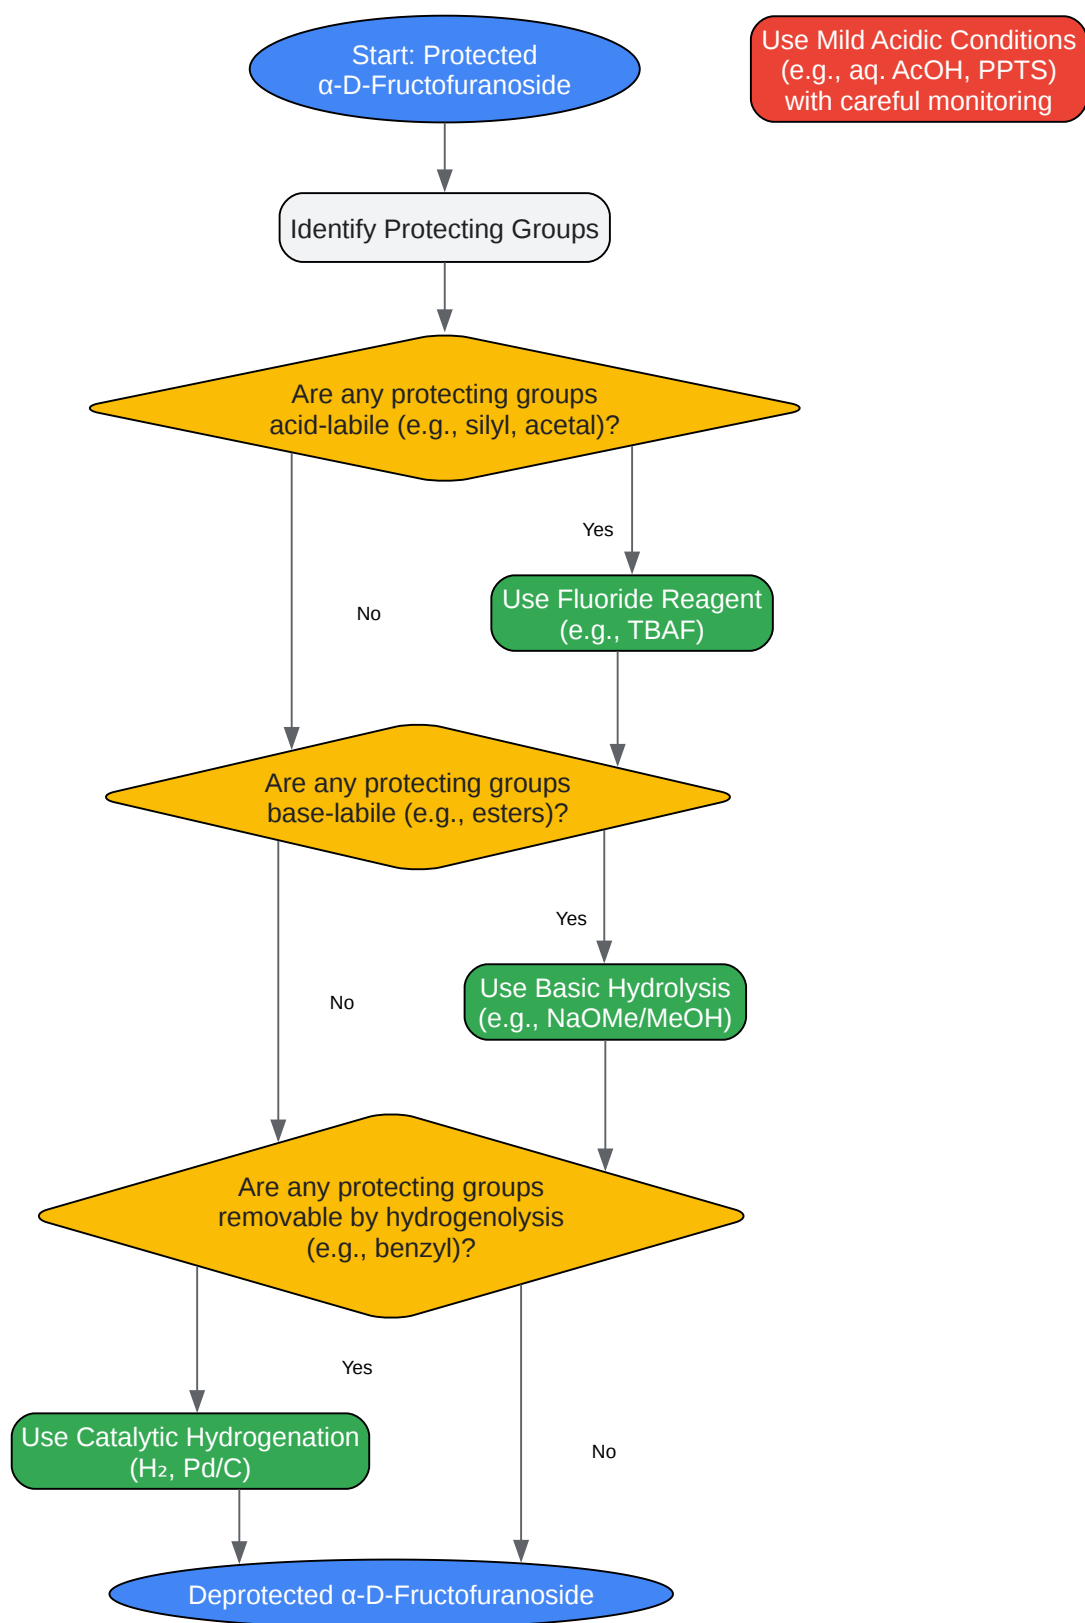 Start: Protected
α-D-Fructofuranoside
Use Mild Acidic Conditions
(e.g., aq. AcOH, PPTS)
with careful monitoring
Identify Protecting Groups
Are any protecting groups
acid-labile (e.g., silyl, acetal)?
Yes
No
Use Fluoride Reagent
(e.g., TBAF)
Are any protecting groups
base-labile (e.g., esters)?
Yes
No
Use Basic Hydrolysis
(e.g., NaOMe/MeOH)
Are any protecting groups
removable by hydrogenolysis
(e.g., benzyl)?
Yes
No
Use Catalytic Hydrogenation
(H₂, Pd/C)
Deprotected α-D-Fructofuranoside